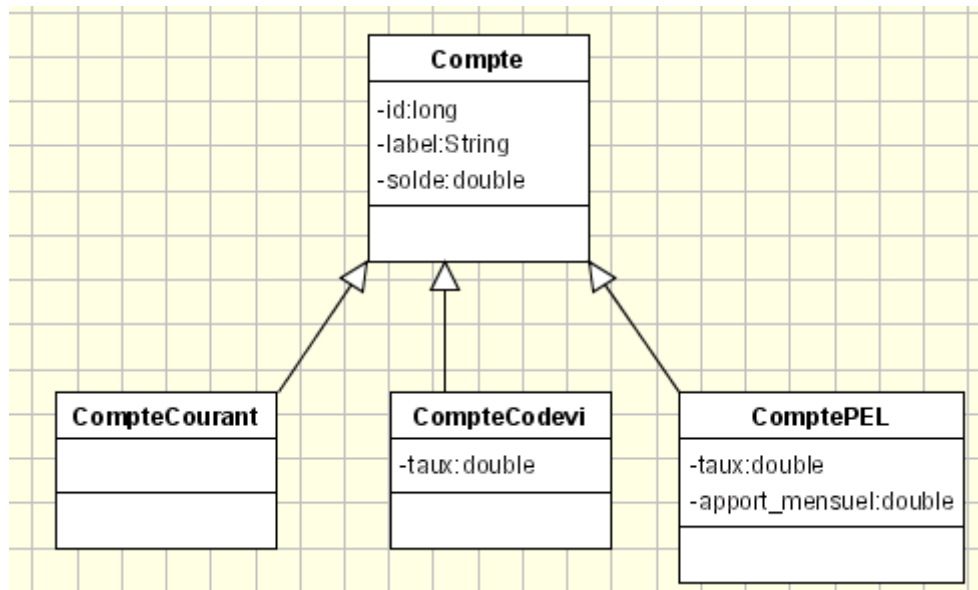 Compte
-id:long
-label:String
-solde:double
CompteCourant
CompteCodevi
-taux:double
ComptePEL
-taux:double
-apport_mensuel:double